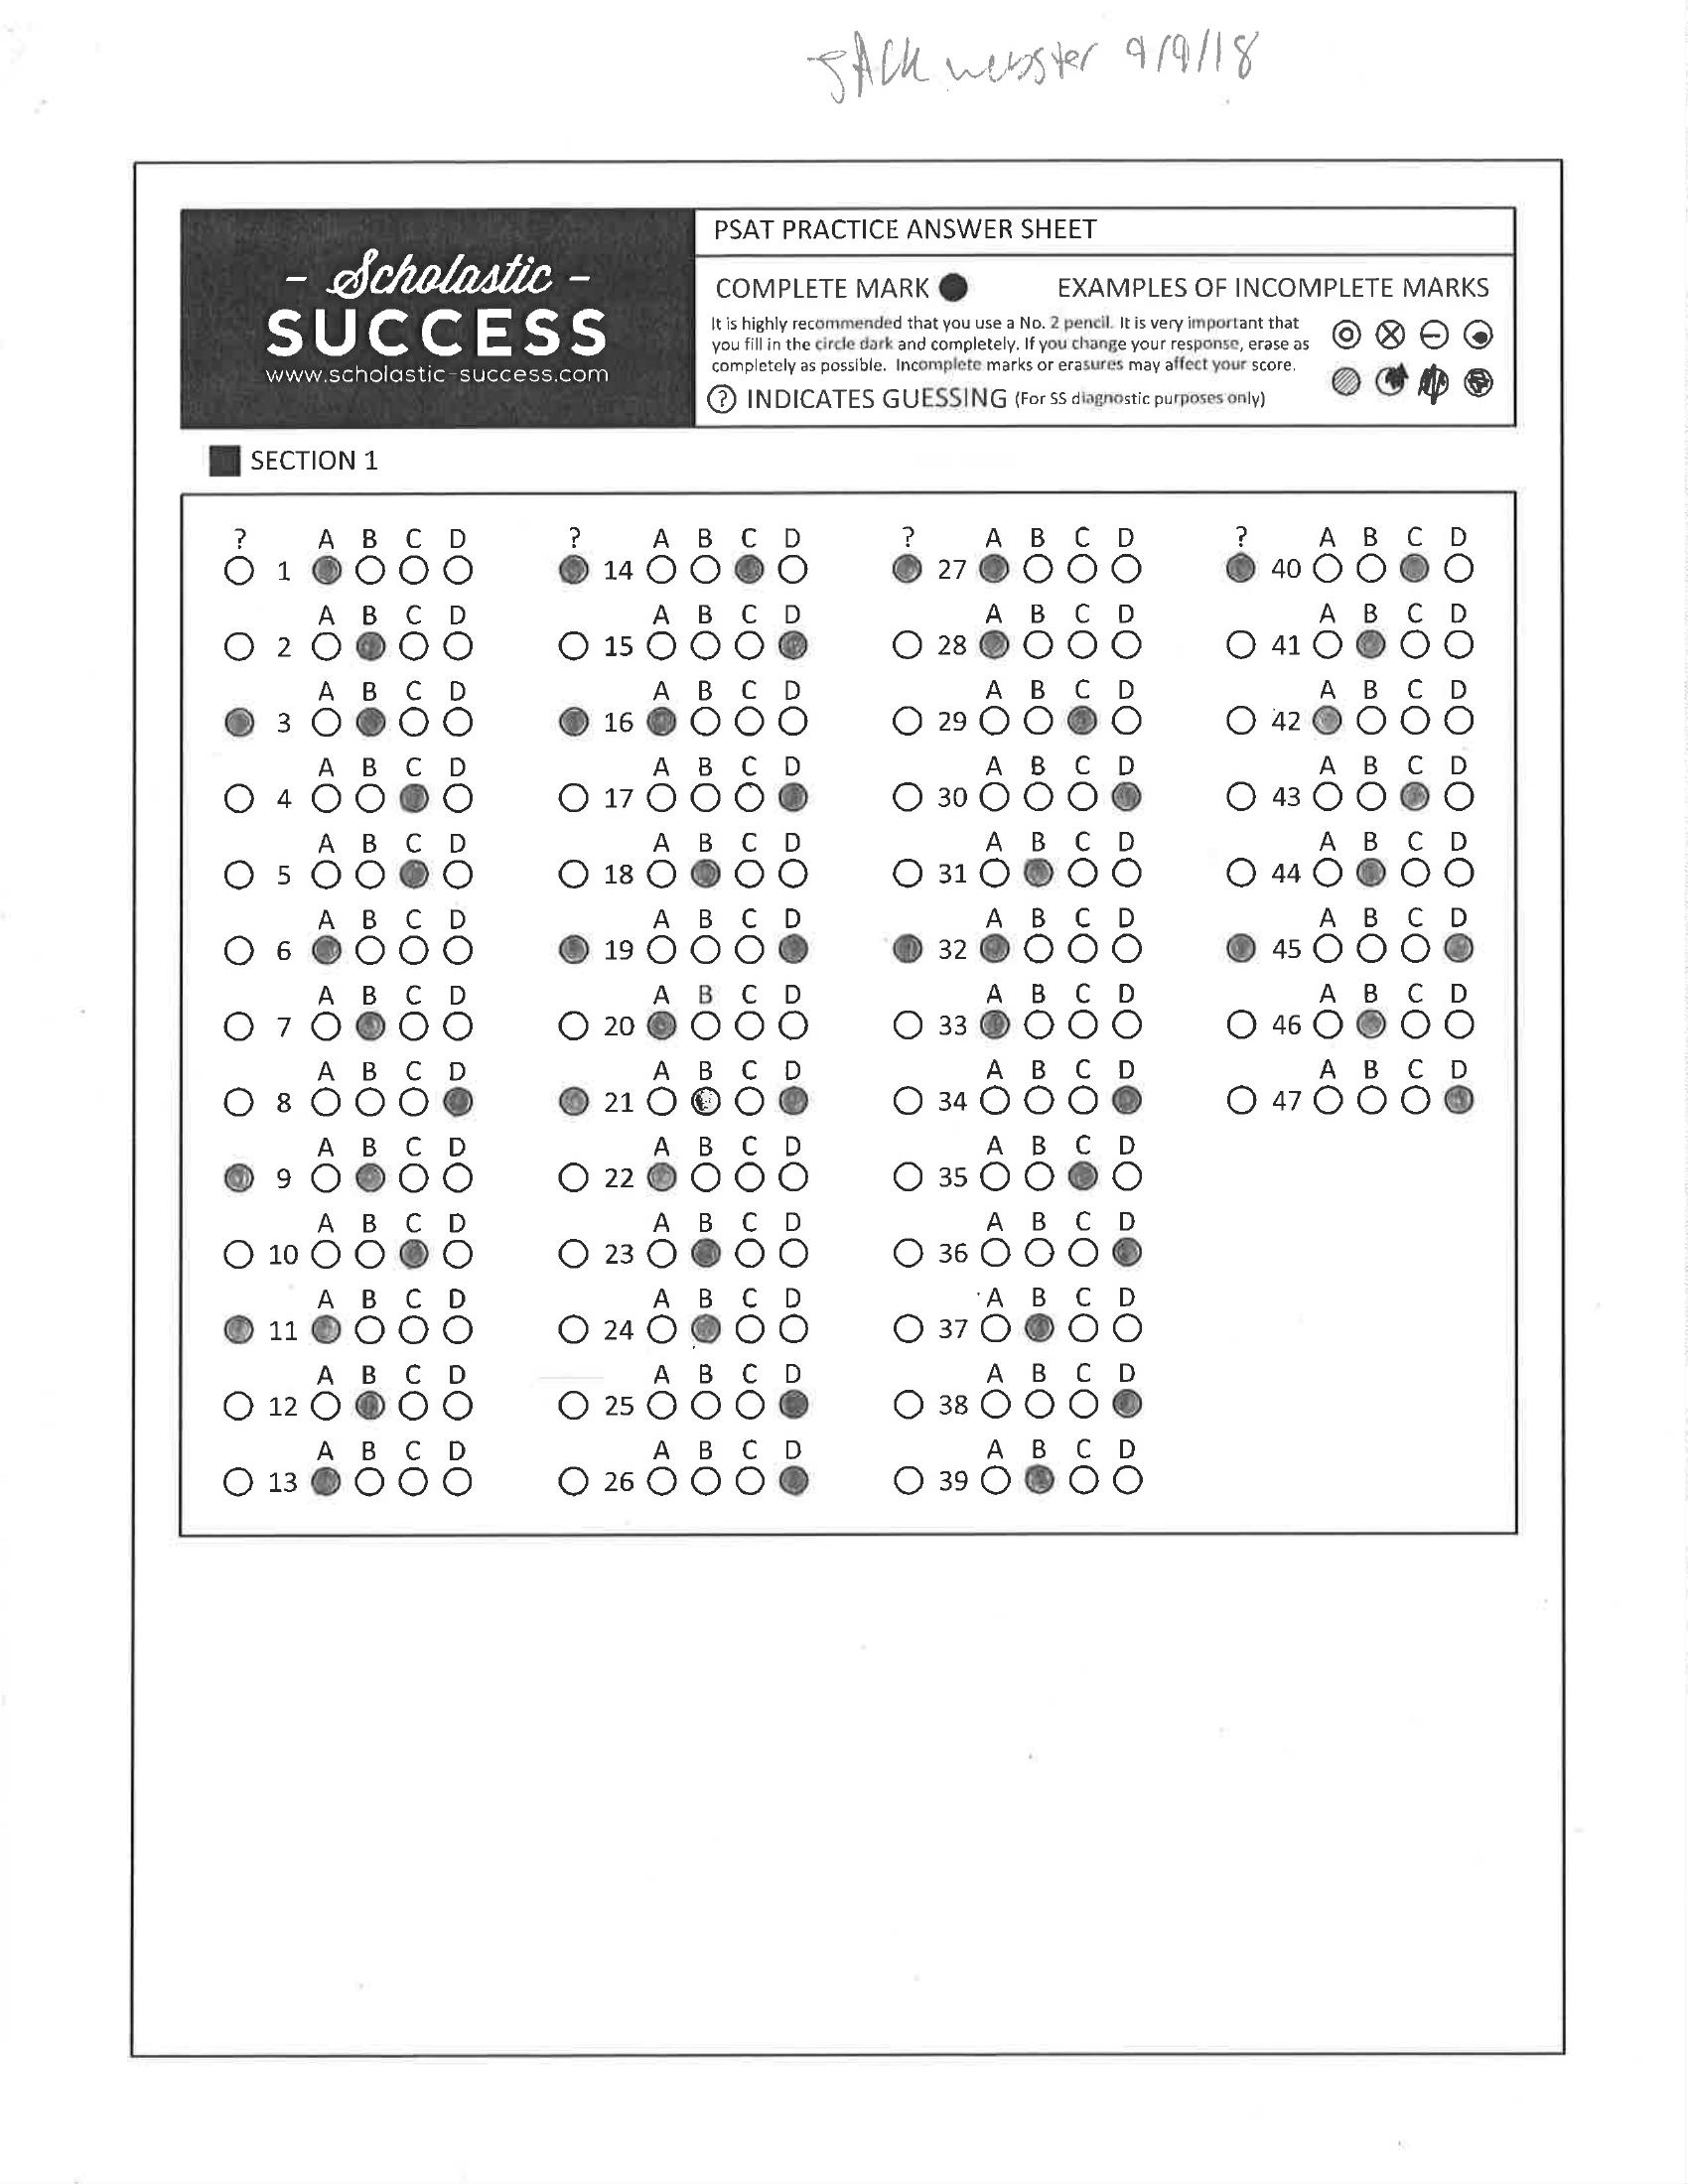 JACK webster 9/9/18
- Scholastic -
SUCCESS
www.scholastic-success.com
PSAT PRACTICE ANSWER SHEET
COMPLETE MARK EXAMPLES OF INCOMPLETE MARKS
It is highly recommended that you use a No. 2 pencil. It is very important that
you fill in the circle dark and completely. If you change your response, erase as
completely as possible. Incomplete marks or erasures may affect your score.
? INDICATES GUESSING (For SS diagnostic purposes only)
SECTION 1
? A B C D ? A B C D ? A B C D ? A B C D
1 14 27 40
A B C D A B C D A B C D A B C D
2 15 28 41
A B C D A B C D A B C D A B C D
3 16 29 42
A B C D A B C D A B C D A B C D
4 17 30 43
A B C D A B C D A B C D A B C D
5 18 31 44
A B C D A B C D A B C D A B C D
6 19 32 45
A B C D A B C D A B C D A B C D
7 20 33 46
A B C D A B C D A B C D A B C D
8 21 34 47
A B C D A B C D A B C D
9 22 35
A B C D A B C D A B C D
10 23 36
A B C D A B C D A B C D
11 24 37
A B C D A B C D A B C D
12 25 38
A B C D A B C D A B C D
13 26 39